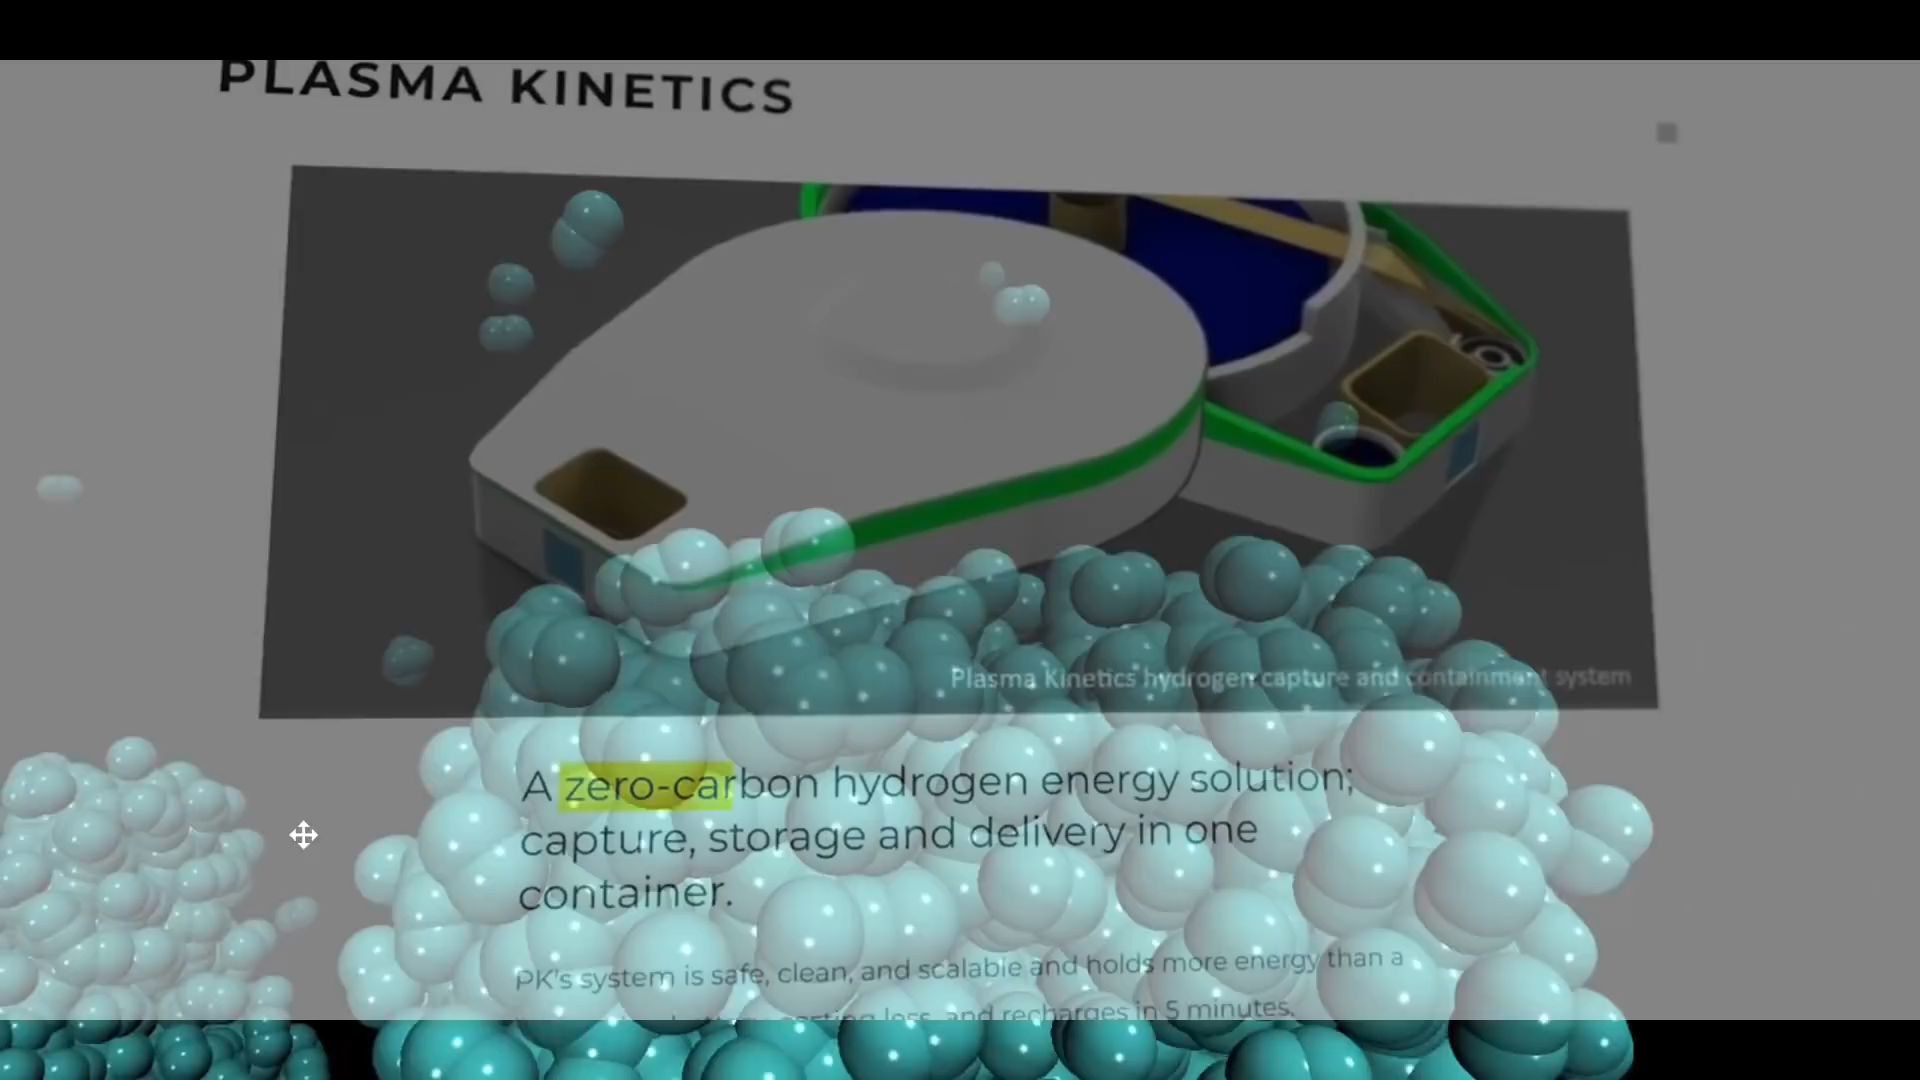 PLASMA KINETICS
Plasma Kinetics hydrogen capture and containment system
A zero-carbon hydrogen energy solution;
capture, storage and delivery in one
container.
PK's system is safe, clean, and scalable and holds more energy than a
less, and recharges in 5 minutes.